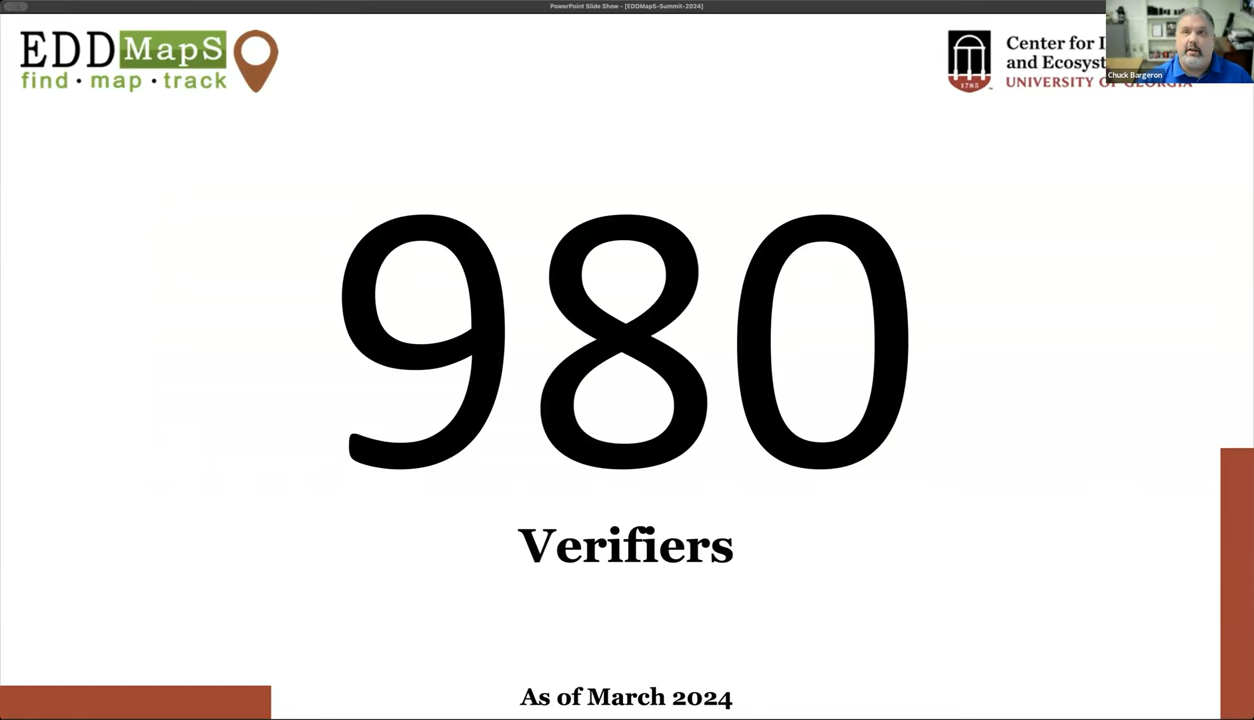 PowerPoint Slide Show - [EDDMapS-Summit-2024]
EDDMapS
find · map · track
Center for
and Ecosyst
UNIVERSITY OF GEORGIA
1785
Chuck Bargeron
980
Verifiers
As of March 2024